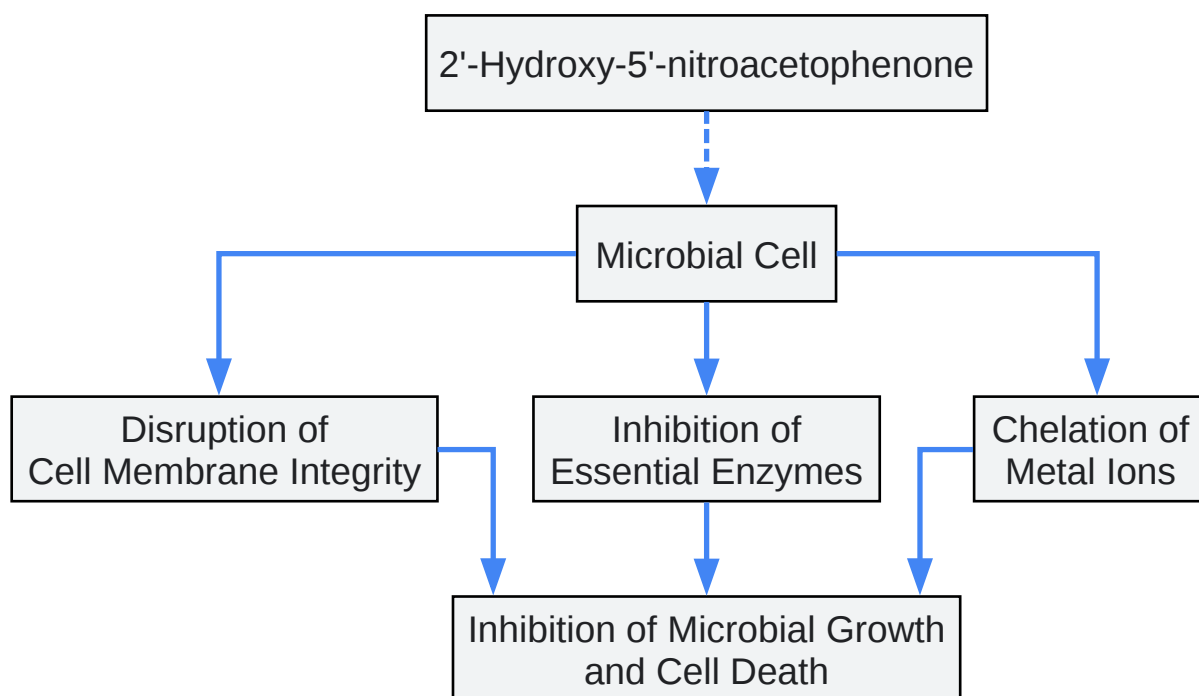 2'-Hydroxy-5'-nitroacetophenone
Microbial Cell
Disruption of
Cell Membrane Integrity
Inhibition of
Essential Enzymes
Chelation of
Metal Ions
Inhibition of Microbial Growth
and Cell Death